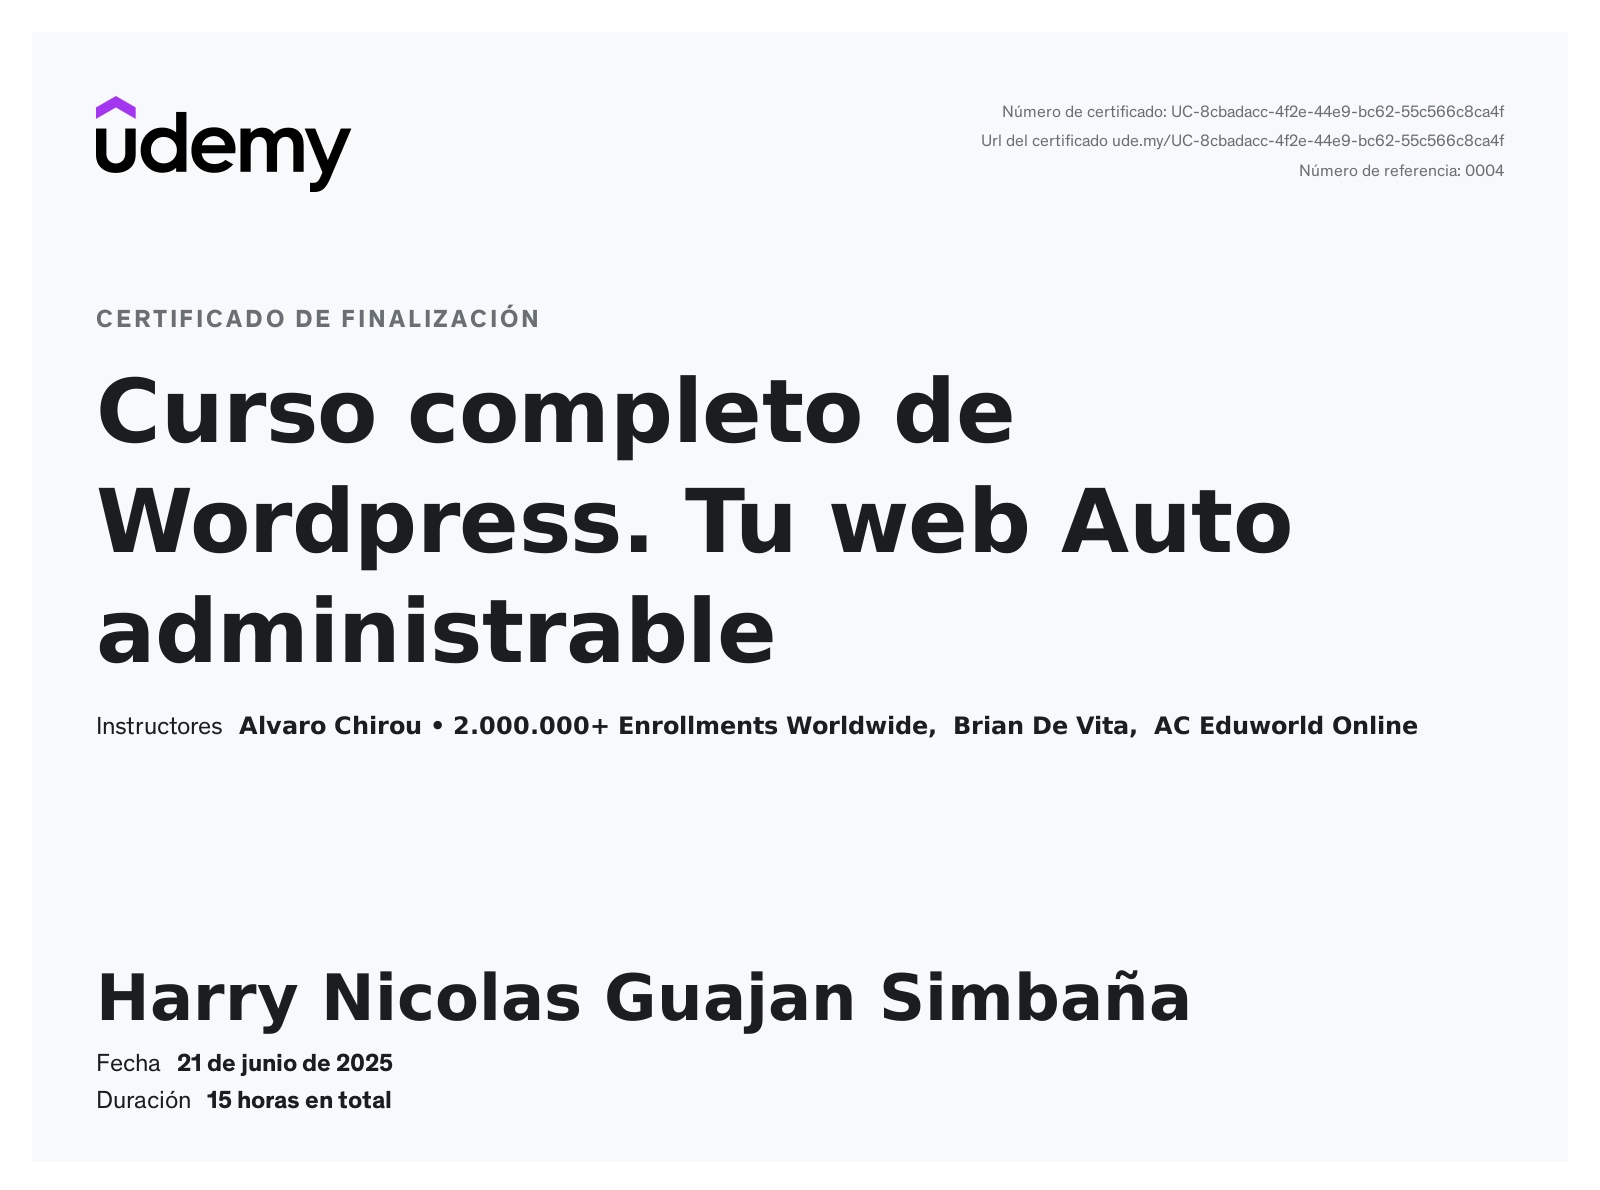 udemy
Número de certificado: UC-8cbadacc-4f2e-44e9-bc62-55c566c8ca4f
Url del certificado ude.my/UC-8cbadacc-4f2e-44e9-bc62-55c566c8ca4f
Número de referencia: 0004
CERTIFICADO DE FINALIZACIÓN
Curso completo de
Wordpress. Tu web Auto
administrable
Instructores Alvaro Chirou • 2.000.000+ Enrollments Worldwide, Brian De Vita, AC Eduworld Online
Harry Nicolas Guajan Simbaña
Fecha 21 de junio de 2025
Duración 15 horas en total